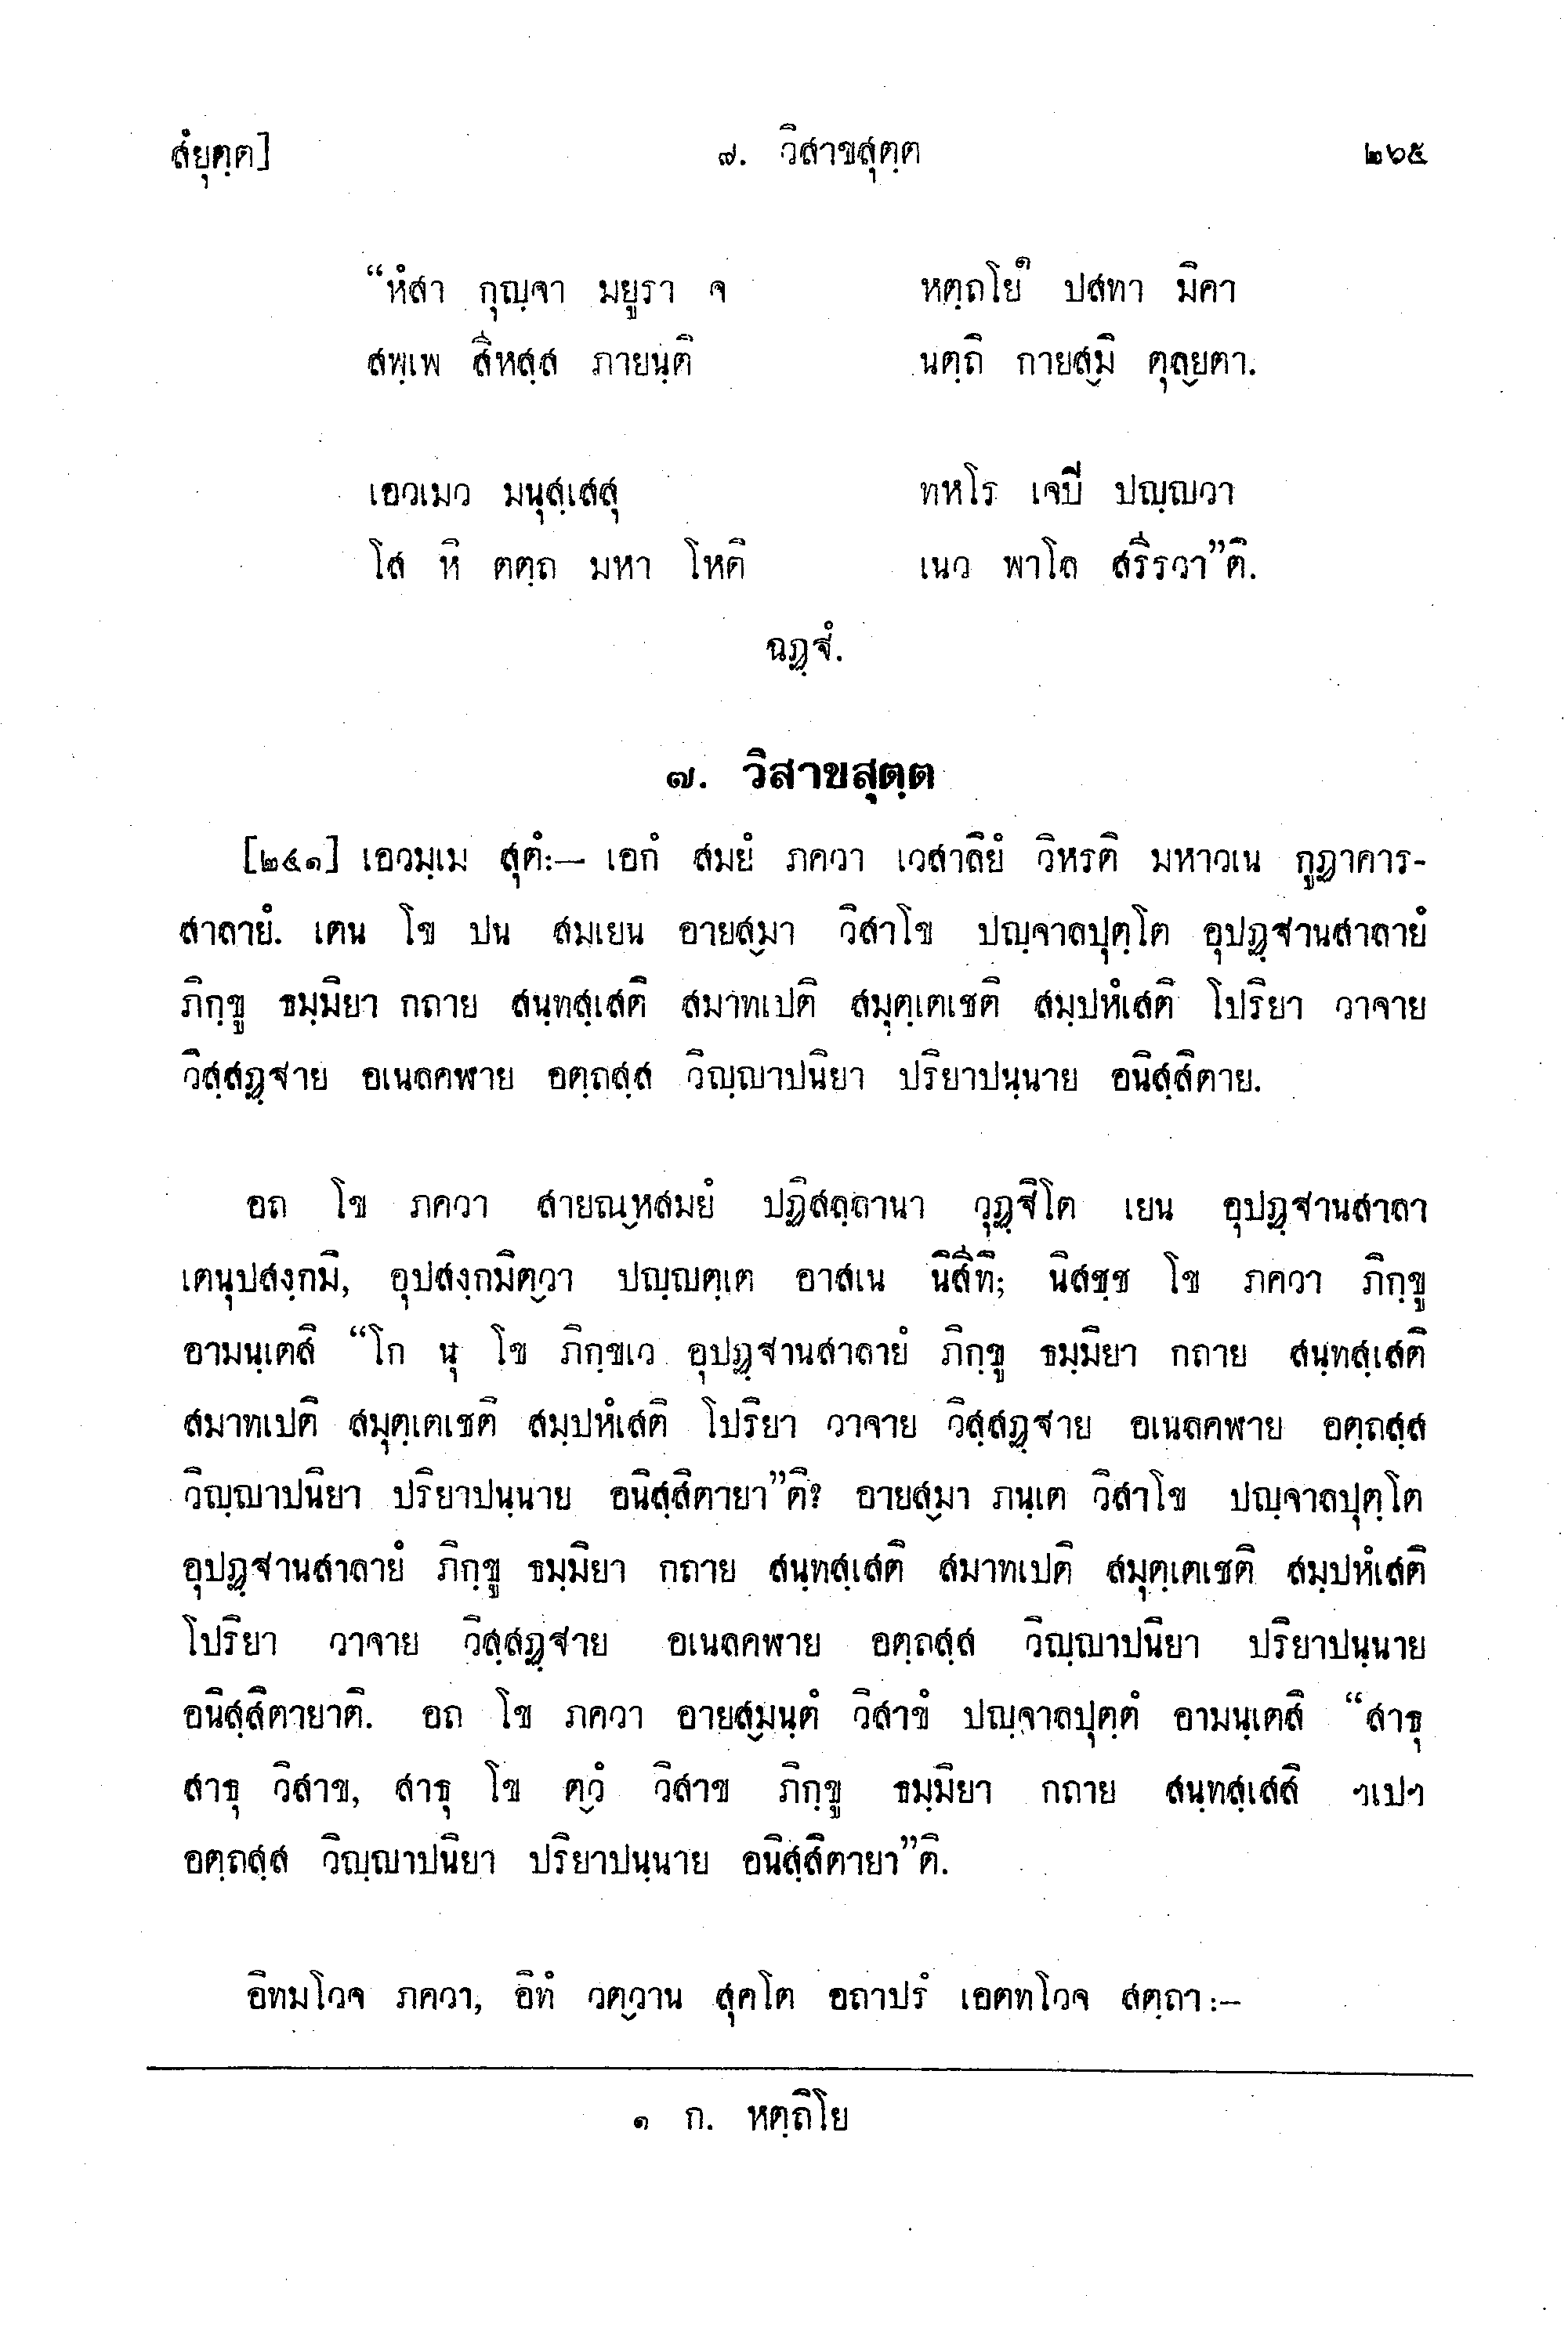 สํยุตฺต] ๗. วิสาขสุตฺต ๒๖๕
“หํสา กุญฺจา มยูรา จ หตฺถโย๑ ปสทา มิคา
สพฺเพ สีหสฺส ภายนฺติ นตฺถิ กายสฺมิ ตุลฺยตา.
เอวเมว มนุสฺเสสุ ทหโร เจปี ปญฺญวา
โส หิ ตตฺถ มหา โหติ เนว พาโล สรีรวา”ติ.
ฉฏฺฐํ.
๗. วิสาขสุตฺต
[๒๔๑] เอวมฺเม สุตํ:— เอกํ สมยํ ภควา เวสาลิยํ วิหรติ มหาวเน กูฏาคาร-
สาลายํ. เตน โข ปน สมเยน อายสฺมา วิสาโข ปญฺจาลปุตฺโต อุปฏฺฐานสาลายํ
ภิกฺขู ธมฺมิยา กถาย สนฺทสฺเสติ สมาทเปติ สมุตฺเตเชติ สมฺปหํเสติ โปริยา วาจาย
วิสฺสฏฺฐาย อเนลคฬาย อตฺถสฺส วิญฺญาปนิยา ปริยาปนฺนาย อนิสฺสิตาย.
อถ โข ภควา สายณฺหสมยํ ปฏิสลฺลานา วุฏฺฐิโต เยน อุปฏฺฐานสาลา
เตนุปสงฺกมิ, อุปสงฺกมิตฺวา ปญฺญตฺเต อาสเน นิสีทิ; นิสชฺช โข ภควา ภิกฺขู
อามนฺเตสิ “โก นุ โข ภิกฺขเว อุปฏฺฐานสาลายํ ภิกฺขู ธมฺมิยา กถาย สนฺทสฺเสติ
สมาทเปติ สมุตฺเตเชติ สมฺปหํเสติ โปริยา วาจาย วิสฺสฏฺฐาย อเนลคฬาย อตฺถสฺส
วิญฺญาปนิยา ปริยาปนฺนาย อนิสฺสิตายา”ติ? อายสฺมา ภนฺเต วิสาโข ปญฺจาลปุตฺโต
อุปฏฺฐานสาลายํ ภิกฺขู ธมฺมิยา กถาย สนฺทสฺเสติ สมาทเปติ สมุตฺเตเชติ สมฺปหํเสติ
โปริยา วาจาย วิสฺสฏฺฐาย อเนลคฬาย อตฺถสฺส วิญฺญาปนิยา ปริยาปนฺนาย
อนิสฺสิตายาติ. อถ โข ภควา อายสฺมนฺตํ วิสาขํ ปญฺจาลปุตฺตํ อามนฺเตสิ “สาธุ
สาธุ วิสาข, สาธุ โข ตฺวํ วิสาข ภิกฺขู ธมฺมิยา กถาย สนฺทสฺเสสิ ฯเปฯ
อตฺถสฺส วิญฺญาปนิยา ปริยาปนฺนาย อนิสฺสิตายา”ติ.
อิทมโวจ ภควา, อิทํ วตฺวาน สุคโต อถาปรํ เอตทโวจ สตฺถา:—
๑ ก. หตฺถิโย